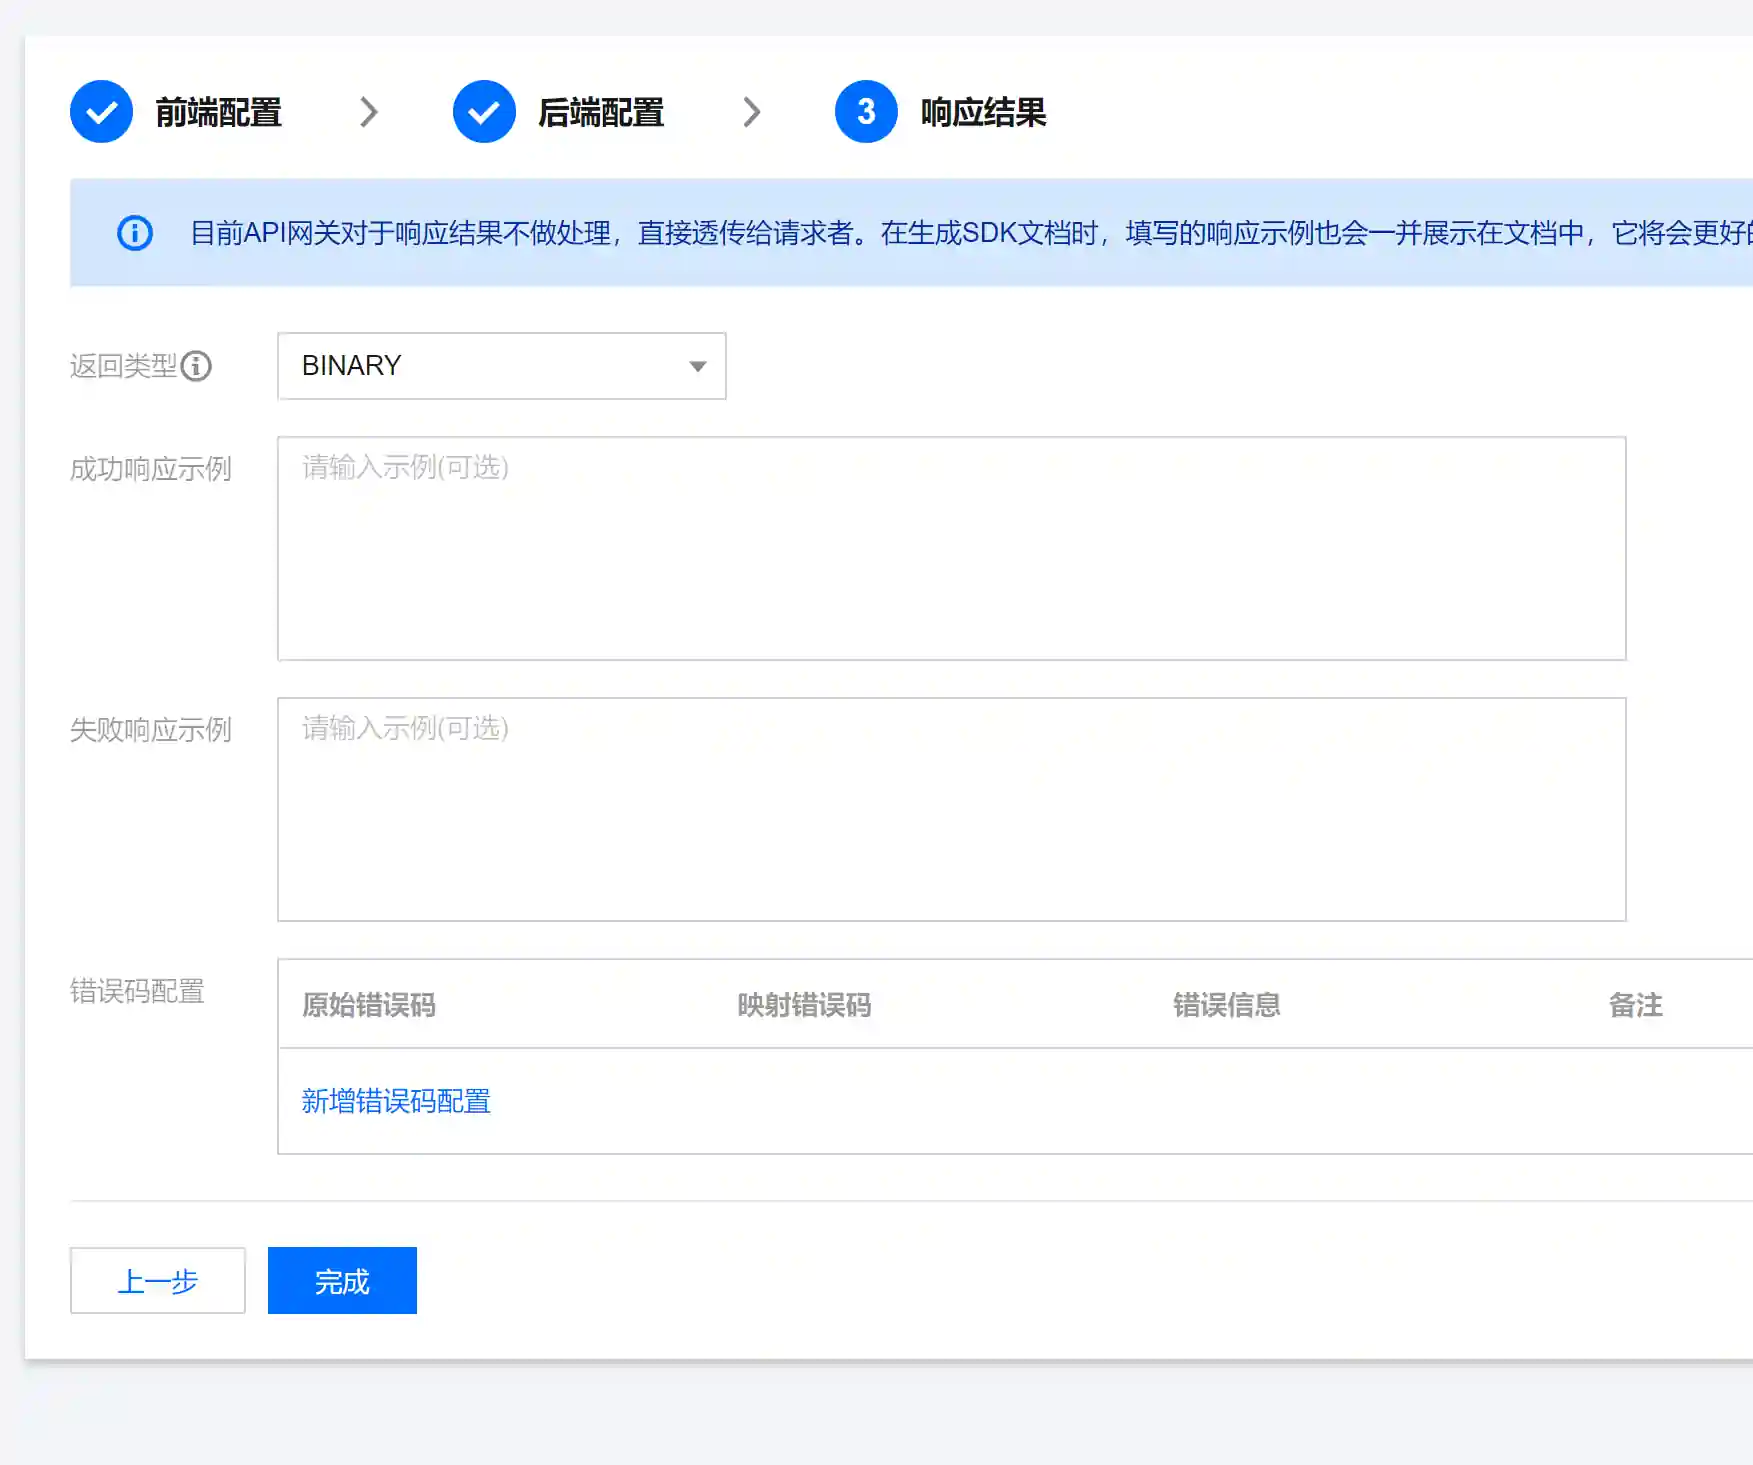 前端配置 后端配置 3 响应结果
目前API网关对于响应结果不做处理，直接透传给请求者。在生成SDK文档时，填写的响应示例也会一并展示在文档中，它将会更好
返回类型 BINARY
成功响应示例 请输入示例(可选)
失败响应示例 请输入示例(可选)
错误码配置
原始错误码 映射错误码 错误信息 备注
新增错误码配置
上一步 完成